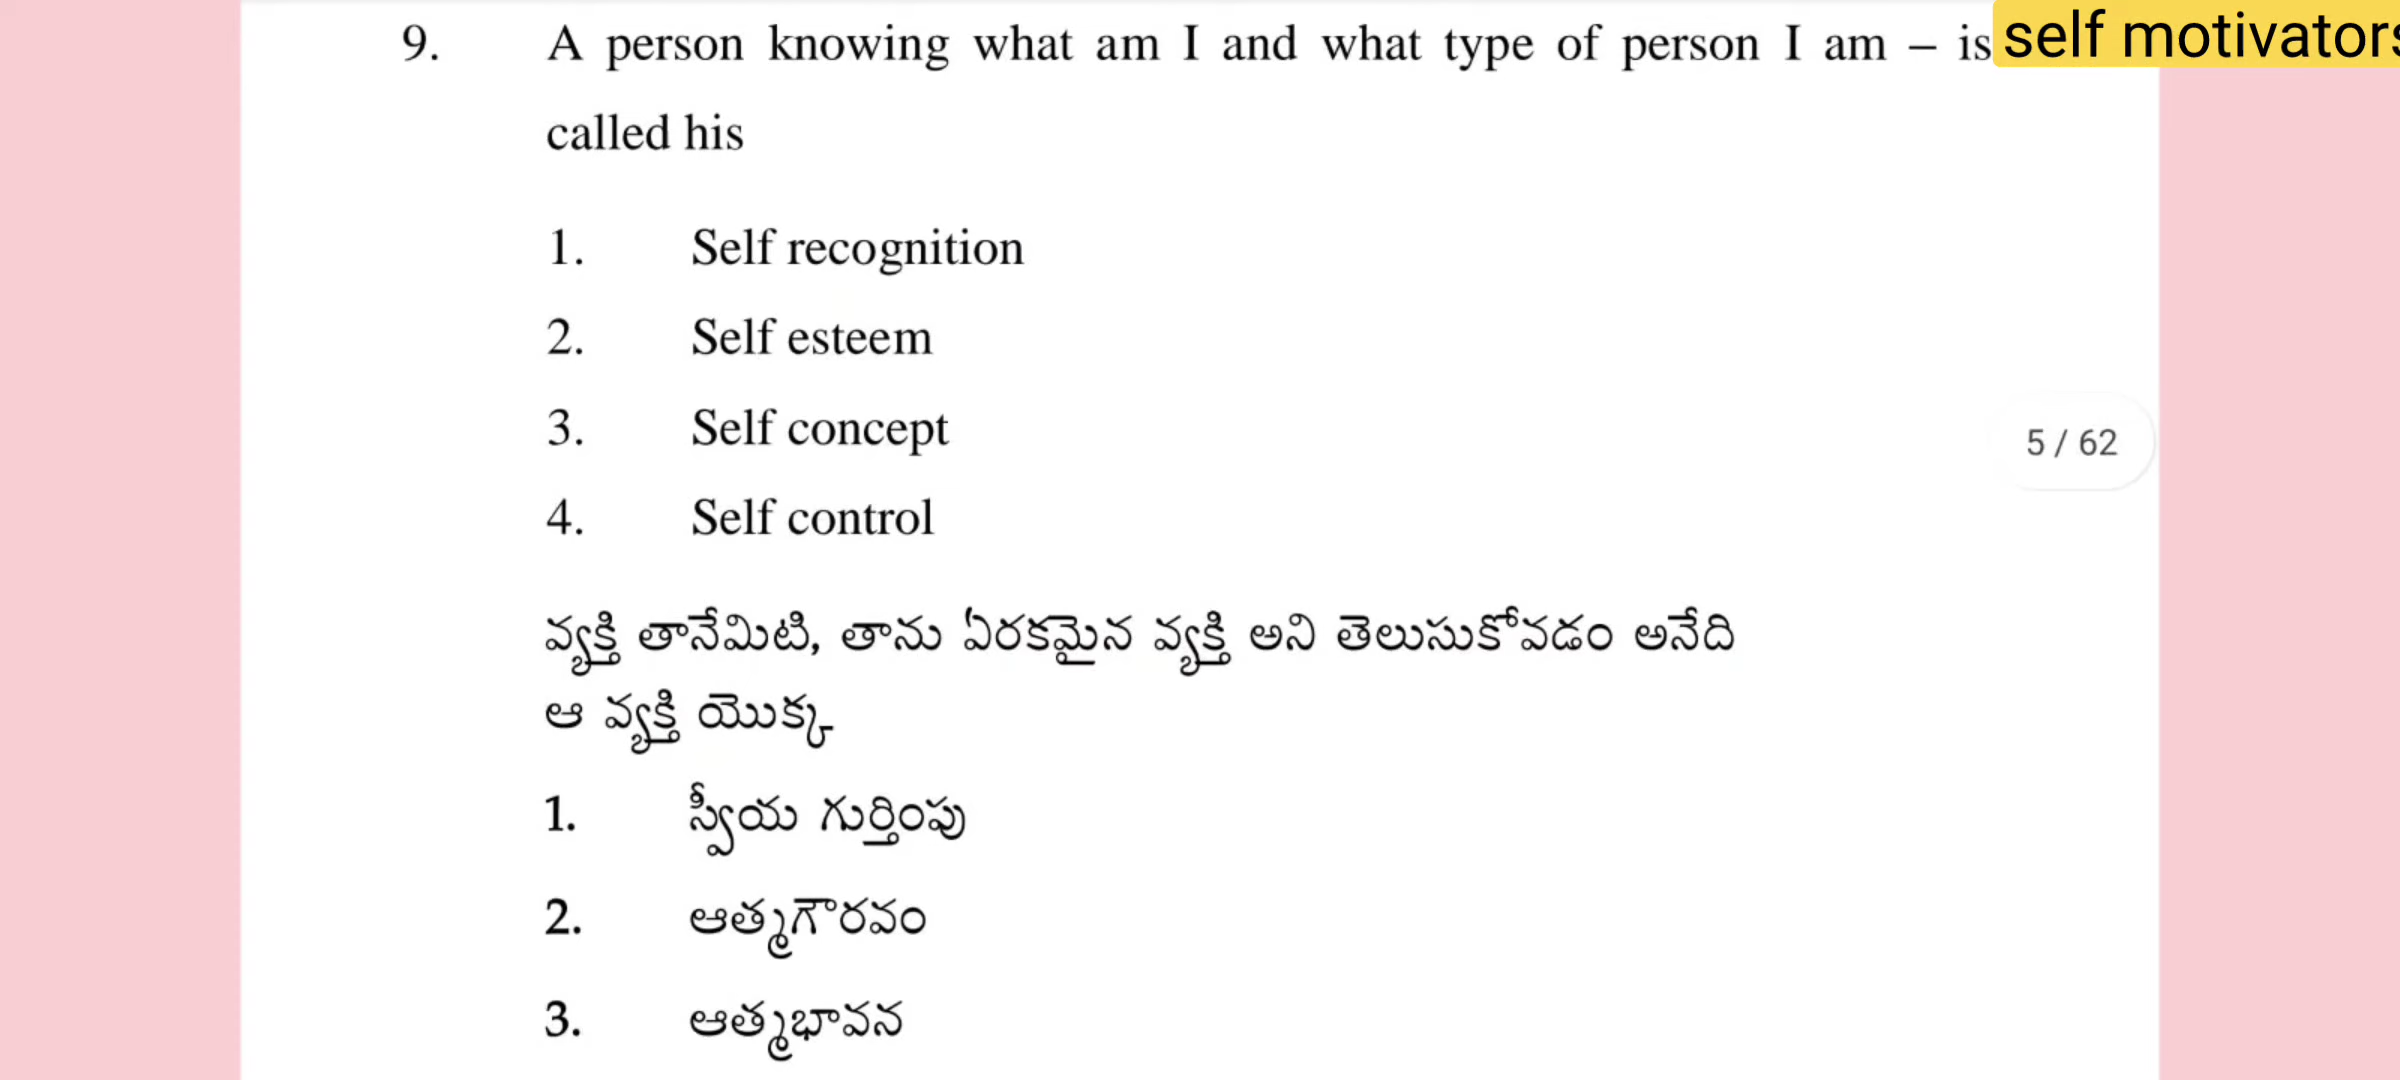 9. A person knowing what am I and what type of person I am – is
self motivators
called his
1. Self recognition
2. Self esteem
3. Self concept
4. Self control
5 / 62
వ్యక్తి తానేమిటి, తాను ఏరకమైన వ్యక్తి అని తెలుసుకోవడం అనేది
ఆ వ్యక్తి యొక్క
1. స్వీయ గుర్తింపు
2. ఆత్మగౌరవం
3. ఆత్మభావన